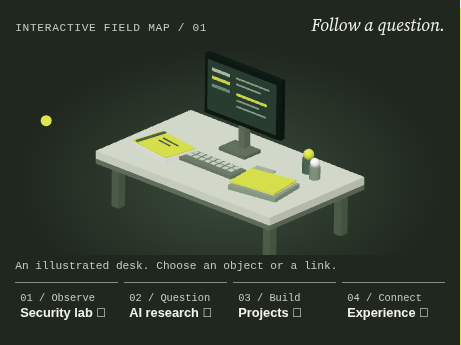 INTERACTIVE FIELD MAP / 01
Follow a question.
An illustrated desk. Choose an object or a link.
01 / Observe
Security lab
02 / Question
AI research
03 / Build
Projects
04 / Connect
Experience